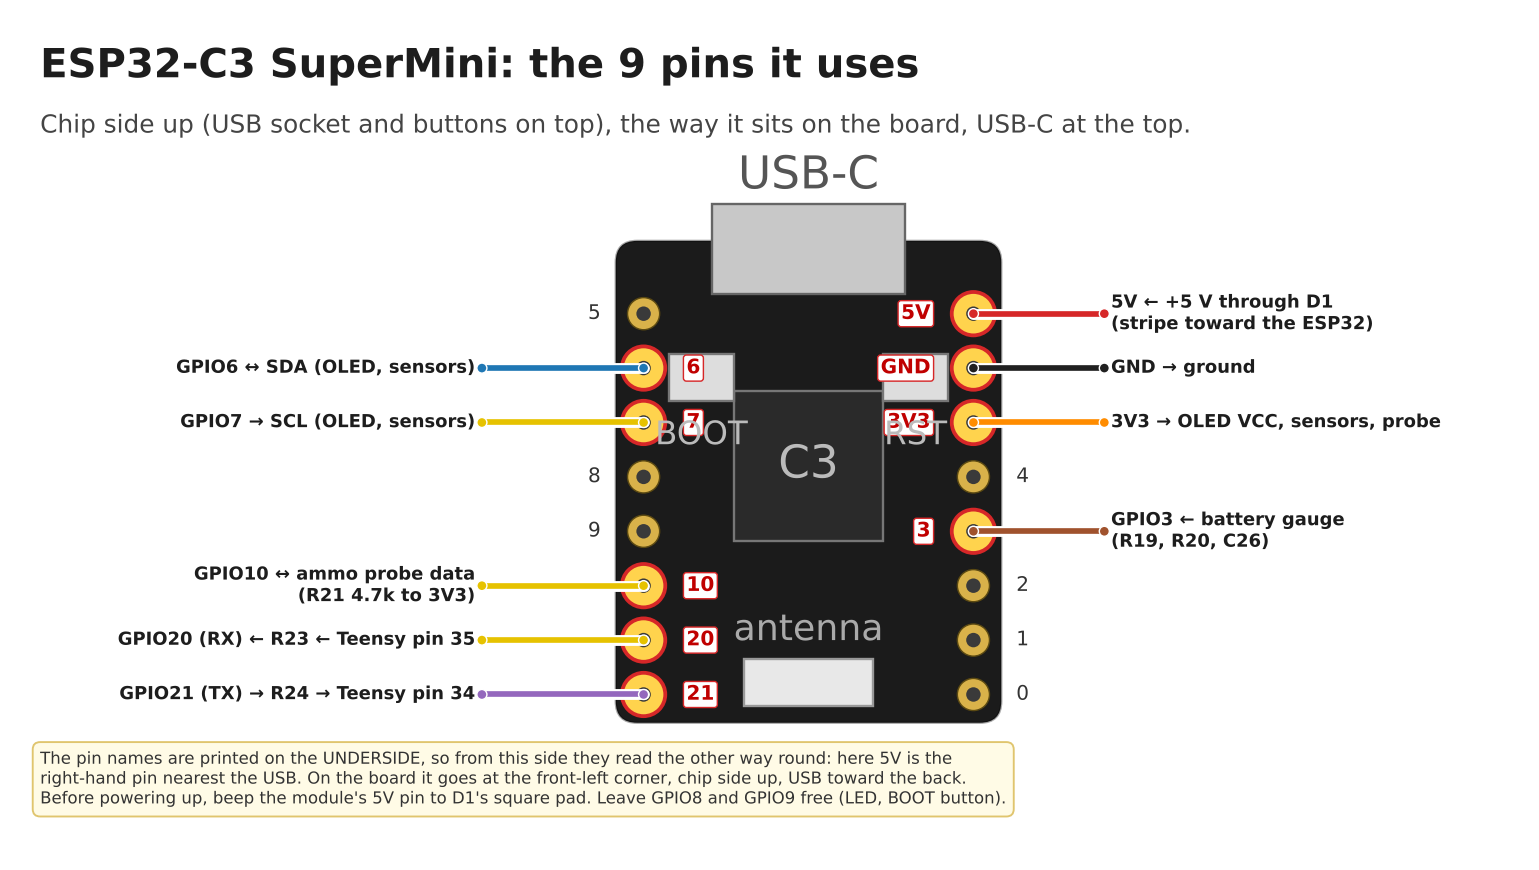 ESP32-C3 SuperMini: the 9 pins it uses
Chip side up (USB socket and buttons on top), the way it sits on the board, USB-C at the top.
USB-C
5
5V
5V ← +5 V through D1
(stripe toward the ESP32)
GPIO6 ↔ SDA (OLED, sensors)
6
GND
GND → ground
GPIO7 → SCL (OLED, sensors)
7
BOOT
3V3
RST
3V3 → OLED VCC, sensors, probe
C3
8
4
9
3
GPIO3 ← battery gauge
(R19, R20, C26)
GPIO10 ↔ ammo probe data
(R21 4.7k to 3V3)
10
2
GPIO20 (RX) ← R23 ← Teensy pin 35
20
antenna
1
GPIO21 (TX) → R24 → Teensy pin 34
21
0
The pin names are printed on the UNDERSIDE, so from this side they read the other way round: here 5V is the
right-hand pin nearest the USB. On the board it goes at the front-left corner, chip side up, USB toward the back.
Before powering up, beep the module's 5V pin to D1's square pad. Leave GPIO8 and GPIO9 free (LED, BOOT button).